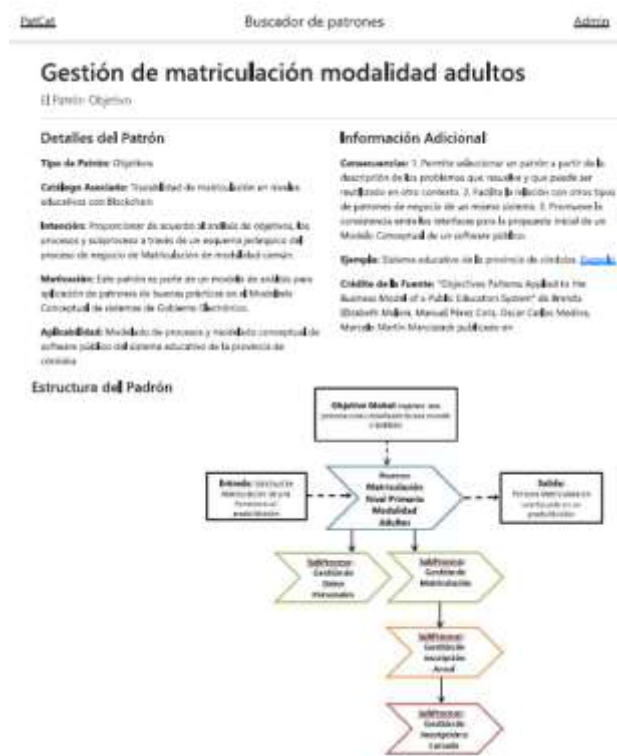 PatCat Buscador de patrones Admin
Gestión de matriculación modalidad adultos
El Patrón Objetivo
Detalles del Patrón
Tipo de Patrón: Objetivos
Catálogo Asociado: Trazabilidad de matriculación en niveles
educativos con Blockchain
Intención: Proporcionar de acuerdo al análisis de objetivos, los
procesos y subprocesos a través de un esquema jerárquico del
proceso de negocio de Matriculación de modalidad común.
Motivación: Este patrón es parte de un modelo de análisis para
aplicación de patrones de buenas prácticas en el Modelado
Conceptual de sistemas de Gobierno Electrónico.
Aplicabilidad: Modelado de procesos y modelado conceptual de
software público del sistema educativo de la provincia de
córdoba
Información Adicional
Consecuencias: 1. Permite seleccionar un patrón a partir de la
descripción de los problemas que resuelve y que puede ser
reutilizado en otro contexto. 2. Facilita la relación con otros tipos
de patrones de negocio de un mismo sistema. 3. Promueve la
consistencia entre las interfaces para la propuesta inicial de un
Modelo Conceptual de un software público.
Ejemplo: Sistema educativo de la provincia de córdoba.
Crédito de la Fuente: "Objectives Patterns Applied to the
Business Model of a Public Education System" de Brenda
Elizabeth Meloni, Manuel Pérez Cota, Oscar Carlos Medina,
Marcelo Martín Marciszack publicado en
Estructura del Padrón
Objetivo Global:
Entrada:
Matriculación de una
Proceso:
Matriculación
Nivel Primario
Modalidad
Adultos
Salida:
SubProceso:
Gestión de
Datos
Personales
SubProceso:
Gestión de
Matriculación
SubProceso:
Gestión de
Inscripción
Anual
SubProceso:
Gestión de
Inscripción a
Cursado